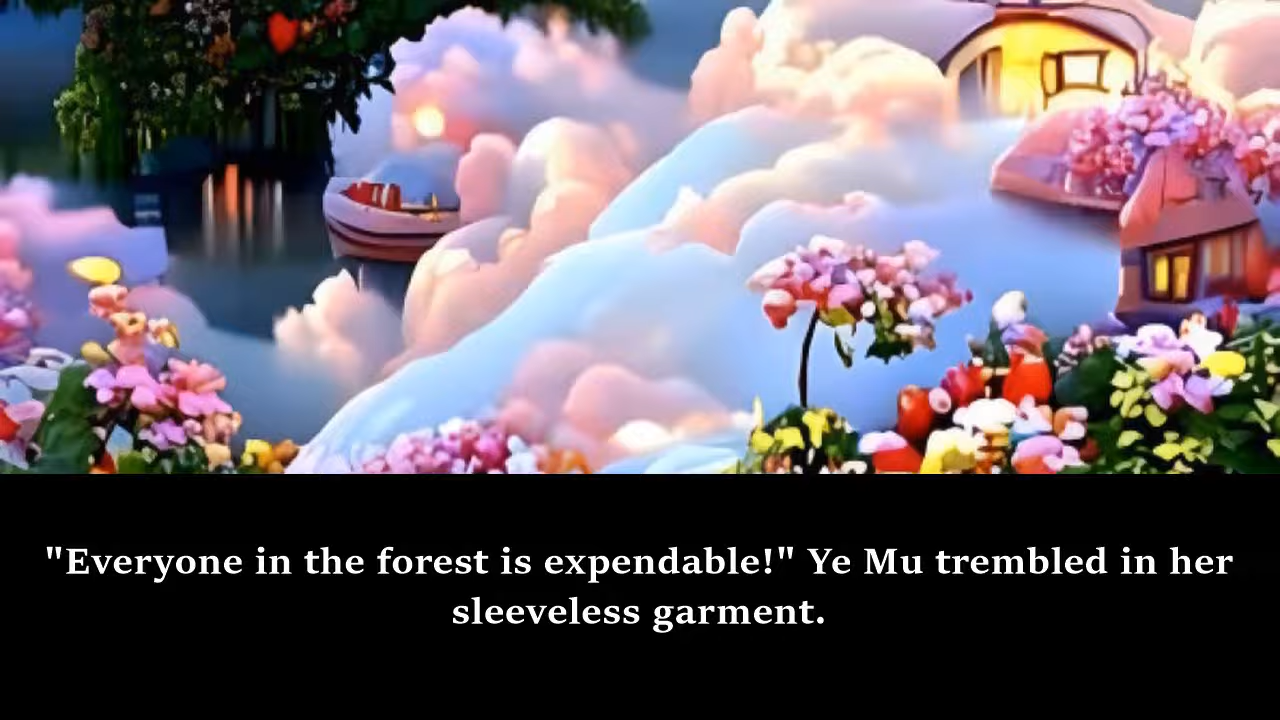 "Everyone in the forest is expendable!" Ye Mu trembled in her
sleeveless garment.